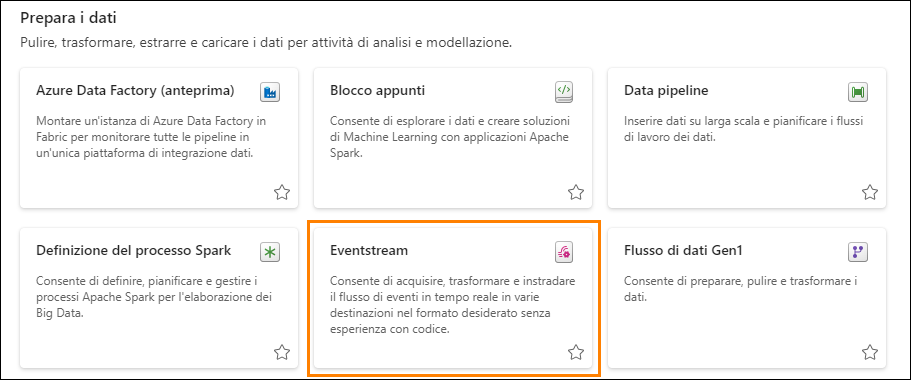 Prepara i dati
Pulire, trasformare, estrarre e caricare i dati per attività di analisi e modellazione.
Azure Data Factory (anteprima)
Montare un'istanza di Azure Data Factory in
Fabric per monitorare tutte le pipeline in
un'unica piattaforma di integrazione dati.
Blocco appunti
Consente di esplorare i dati e creare soluzioni
di Machine Learning con applicazioni Apache
Spark.
Data pipeline
Inserire dati su larga scala e pianificare i flussi
di lavoro dei dati.
Definizione del processo Spark
Consente di definire, pianificare e gestire i
processi Apache Spark per l'elaborazione dei
Big Data.
Eventstream
Consente di acquisire, trasformare e instradare
il flusso di eventi in tempo reale in varie
destinazioni nel formato desiderato senza
esperienza con codice.
Flusso di dati Gen1
Consente di preparare, pulire e trasformare i
dati.